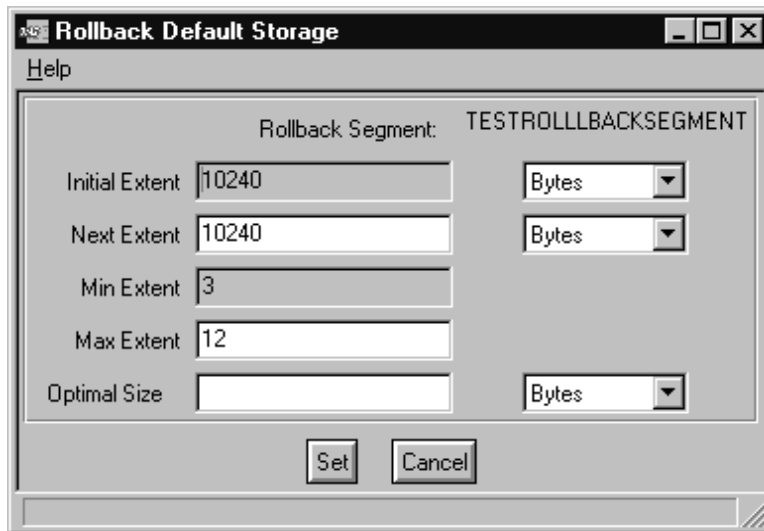 Rollback Default Storage
Help
Rollback Segment: TESTROLLLBACKSEGMENT
Initial Extent 10240 Bytes
Next Extent 10240 Bytes
Min Extent 3
Max Extent 12
Optimal Size Bytes
Set Cancel